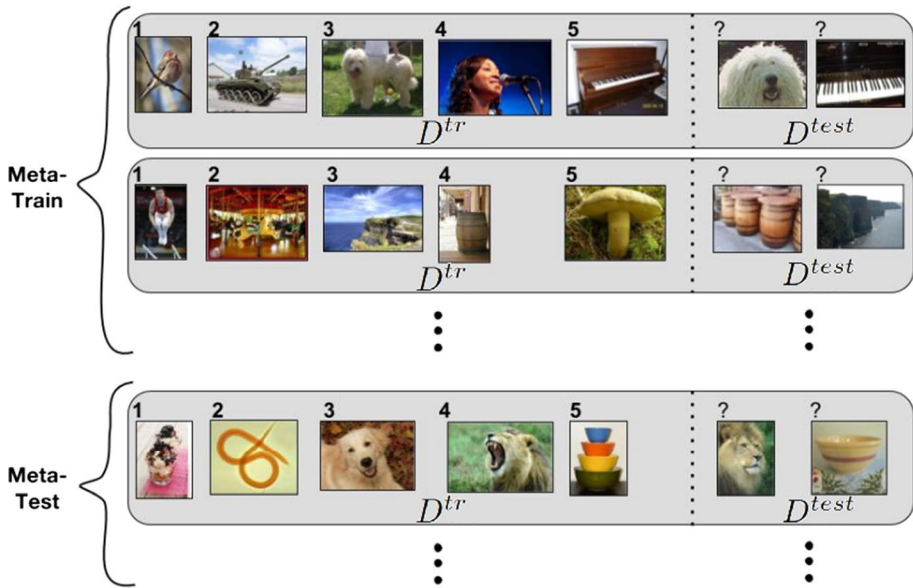 1 2 3 4 5 ? ?
D^{tr} D^{test}
Meta-
Train
1 2 3 4 5 ? ?
D^{tr} D^{test}
1 2 3 4 5 ? ?
Meta-
Test
D^{tr} D^{test}